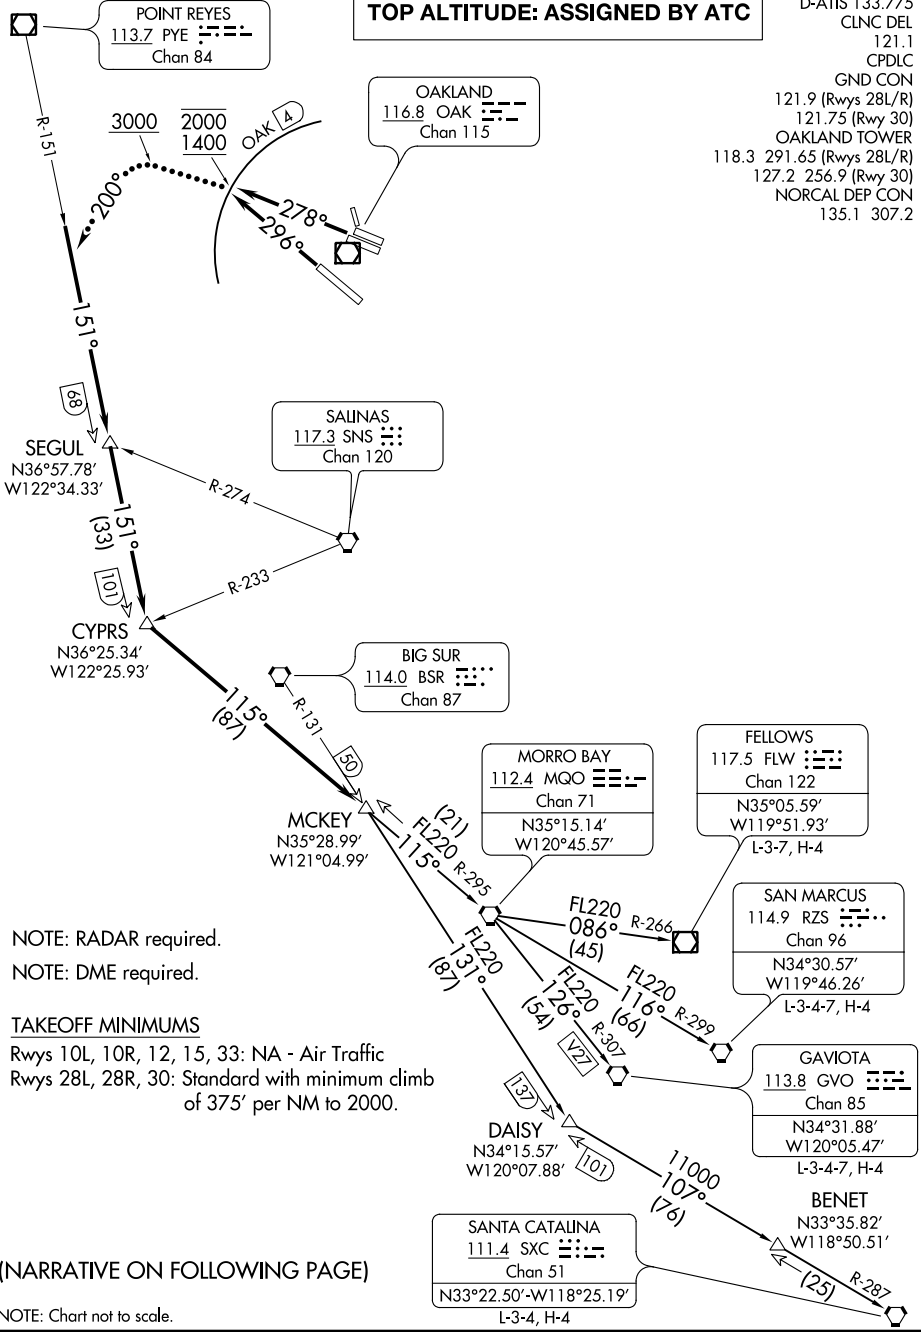 POINT REYES
113.7 PYE
Chan 84
TOP ALTITUDE: ASSIGNED BY ATC
D-ATIS 133.775
CLNC DEL
121.1
CPDLC
GND CON
121.9 (Rwys 28L/R)
121.75 (Rwy 30)
OAKLAND TOWER
118.3 291.65 (Rwys 28L/R)
127.2 256.9 (Rwy 30)
NORCAL DEP CON
135.1 307.2
OAKLAND
116.8 OAK
Chan 115
R-151
3000
2000
1400
OAK 4
200°
278°
296°
151°
68
SEGUL
N36°57.78'
W122°34.33'
SALINAS
117.3 SNS
Chan 120
R-274
151°
(33)
R-233
101
CYPRS
N36°25.34'
W122°25.93'
BIG SUR
114.0 BSR
Chan 87
115°
(87)
R-131
50
MCKEY
N35°28.99'
W121°04.99'
MORRO BAY
112.4 MQO
Chan 71
N35°15.14'
W120°45.57'
FELLOWS
117.5 FLW
Chan 122
N35°05.59'
W119°51.93'
L-3-7, H-4
(21)
FL220
115°
R-295
FL220
086°
(45)
R-266
SAN MARCUS
114.9 RZS
Chan 96
N34°30.57'
W119°46.26'
L-3-4-7, H-4
FL220
116°
(66)
R-299
FL220
126°
(54)
R-307
V27
FL220
131°
(87)
GAVIOTA
113.8 GVO
Chan 85
N34°31.88'
W120°05.47'
L-3-4-7, H-4
NOTE: RADAR required.
NOTE: DME required.
TAKEOFF MINIMUMS
Rwys 10L, 10R, 12, 15, 33: NA - Air Traffic
Rwys 28L, 28R, 30: Standard with minimum climb
of 375' per NM to 2000.
137
DAISY
N34°15.57'
W120°07.88'
101
11000
107°
(76)
BENET
N33°35.82'
W118°50.51'
(25)
R-287
SANTA CATALINA
111.4 SXC
Chan 51
N33°22.50'-W118°25.19'
L-3-4, H-4
(NARRATIVE ON FOLLOWING PAGE)
NOTE: Chart not to scale.